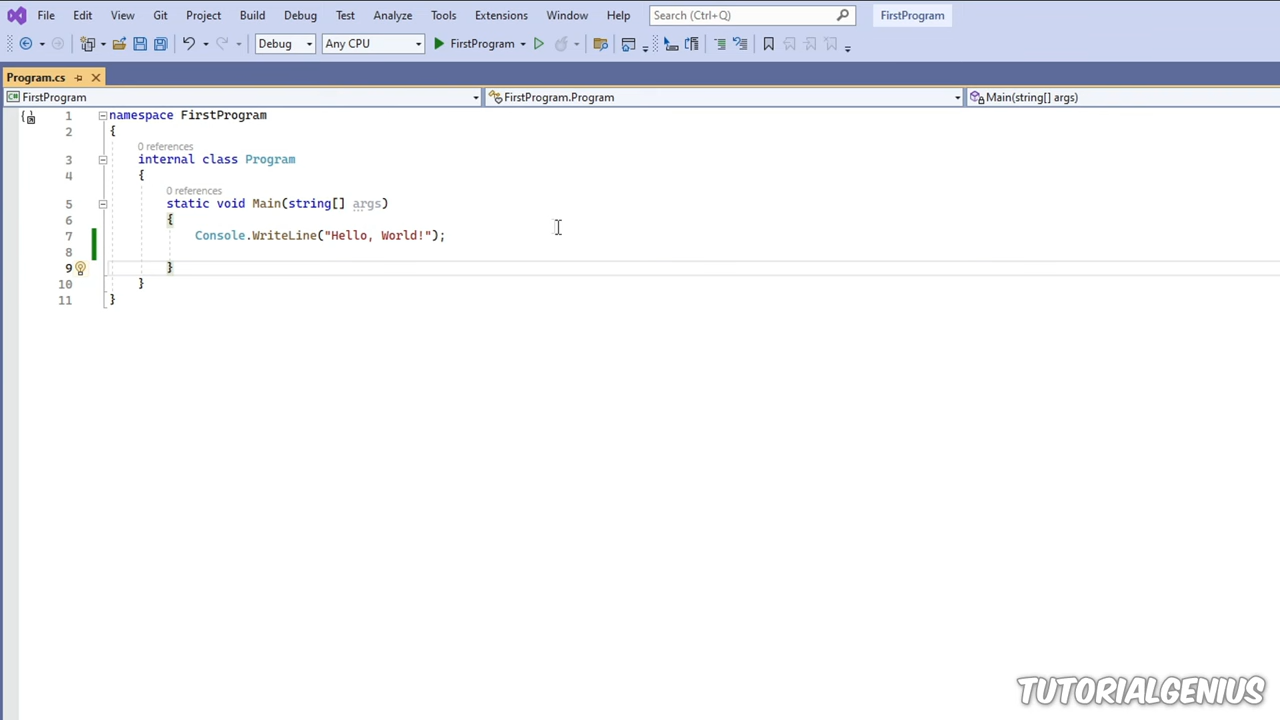 File Edit View Git Project Build Debug Test Analyze Tools Extensions Window Help Search (Ctrl+Q) FirstProgram
Debug Any CPU FirstProgram
Program.cs
FirstProgram FirstProgram.Program Main(string[] args)
1 namespace FirstProgram
2 {
0 references
3 internal class Program
4 {
0 references
5 static void Main(string[] args)
6 {
7 Console.WriteLine("Hello, World!");
8
9 }
10 }
11 }
TUTORIALGENIUS